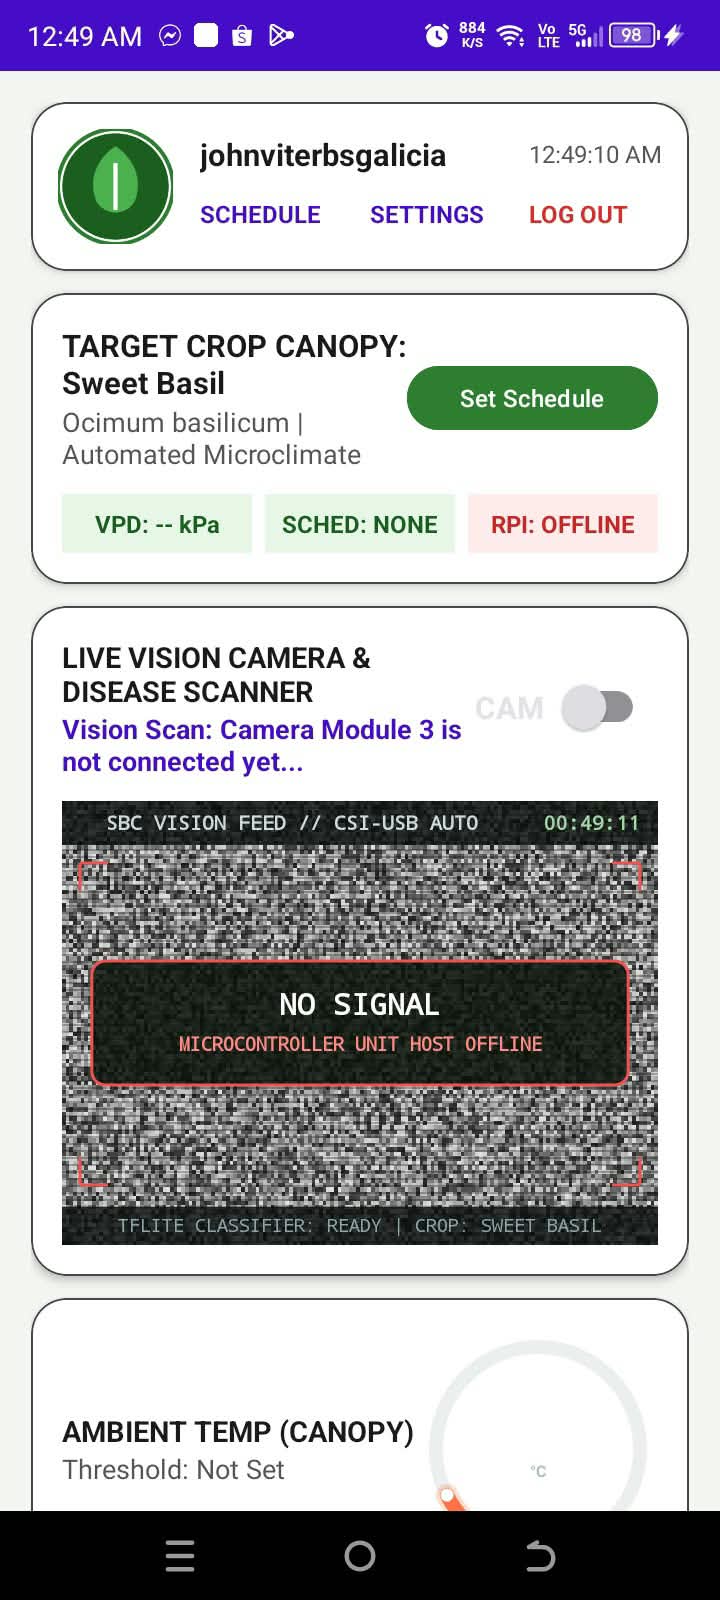 12:49 AM
884
K/S
Vo
LTE
5G
98
johnviterbsgalicia
12:49:10 AM
SCHEDULE
SETTINGS
LOG OUT
TARGET CROP CANOPY:
Sweet Basil
Ocimum basilicum |
Automated Microclimate
Set Schedule
VPD: -- kPa
SCHED: NONE
RPI: OFFLINE
LIVE VISION CAMERA &
DISEASE SCANNER
Vision Scan: Camera Module 3 is
not connected yet...
CAM
SBC VISION FEED // CSI-USB AUTO
00:49:11
NO SIGNAL
MICROCONTROLLER UNIT HOST OFFLINE
TFLITE CLASSIFIER: READY | CROP: SWEET BASIL
AMBIENT TEMP (CANOPY)
Threshold: Not Set
°C